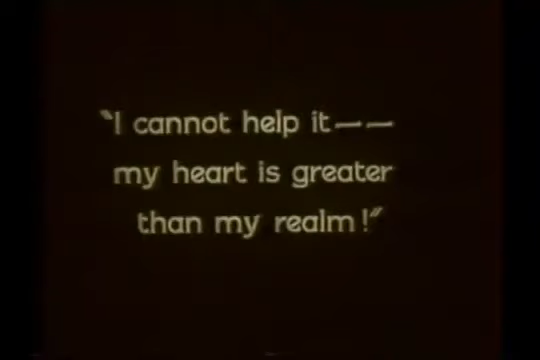 "I cannot help it——
my heart is greater
than my realm!"